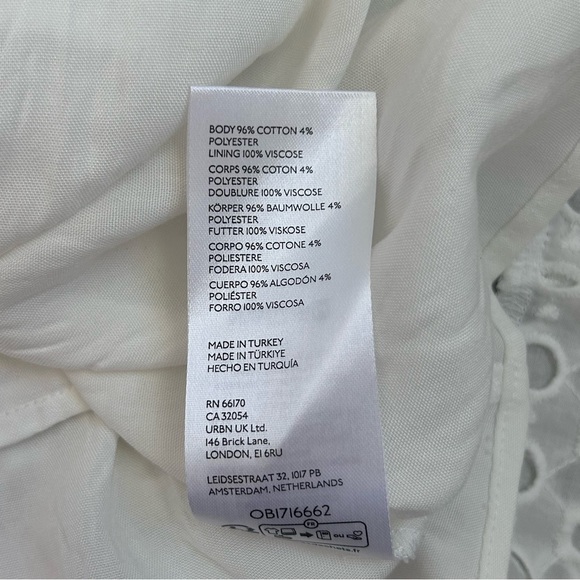 BODY 96% COTTON 4%
POLYESTER
LINING 100% VISCOSE
CORPS 96% COTON 4%
POLYESTER
DOUBLURE 100% VISCOSE
KÖRPER 96% BAUMWOLLE 4%
POLYESTER
FUTTER 100% VISKOSE
CORPO 96% COTONE 4%
POLIESTERE
FODERA 100% VISCOSA
CUERPO 96% ALGODÓN 4%
POLIÉSTER
FORRO 100% VISCOSA
MADE IN TURKEY
MADE IN TÜRKIYE
HECHO EN TURQUÍA
RN 66170
CA 32054
URBN UK Ltd.
146 Brick Lane,
LONDON, E1 6RU
LEIDSESTRAAT 32, 1017 PB
AMSTERDAM, NETHERLANDS
OB1716662
FR
OU